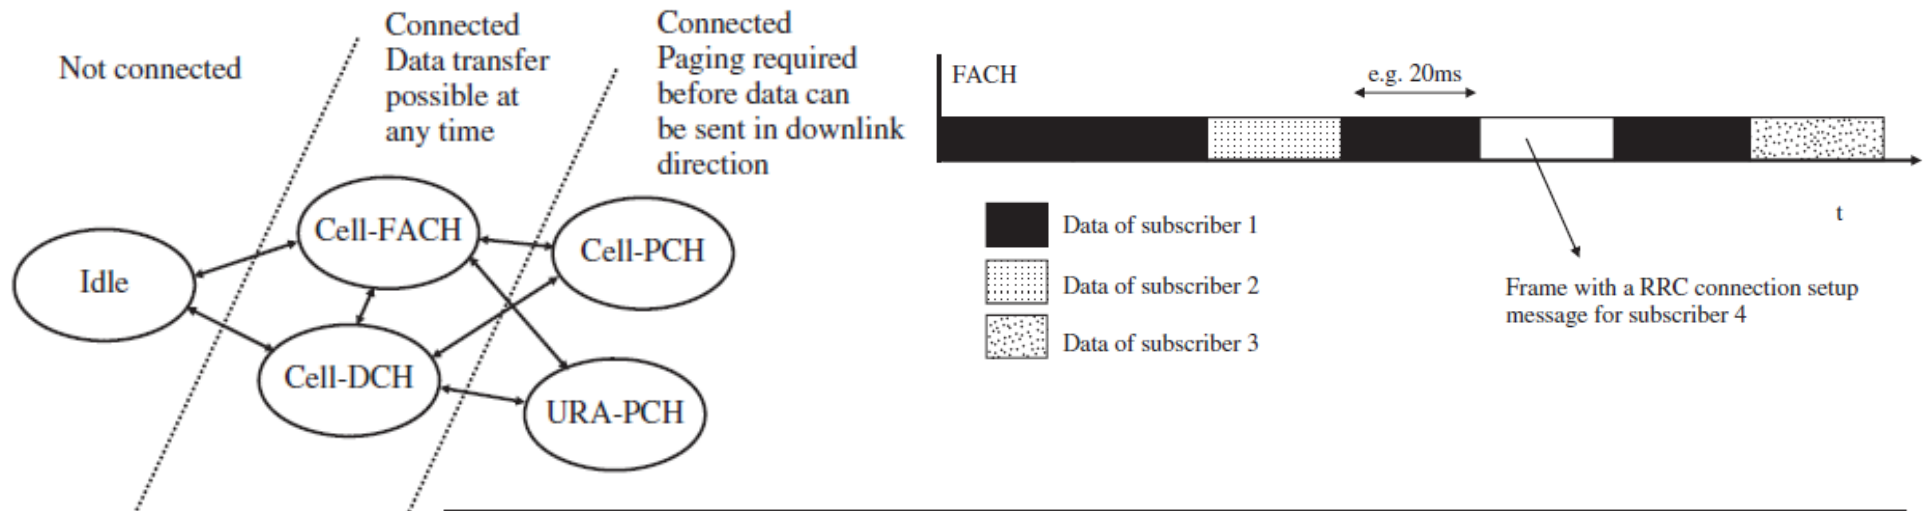 Not connected
Connected
Data transfer
possible at
any time
Connected
Paging required
before data can
be sent in downlink
direction
Idle
Cell-FACH
Cell-PCH
Cell-DCH
URA-PCH
FACH
e.g. 20ms
t
Data of subscriber 1
Data of subscriber 2
Data of subscriber 3
Frame with a RRC connection setup
message for subscriber 4